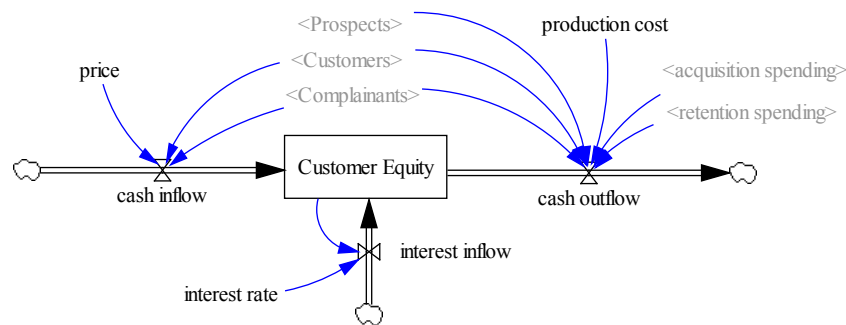 <Prospects>
production cost
price
<Customers>
<acquisition spending>
<Complainants>
<retention spending>
Customer Equity
cash inflow
cash outflow
interest inflow
interest rate